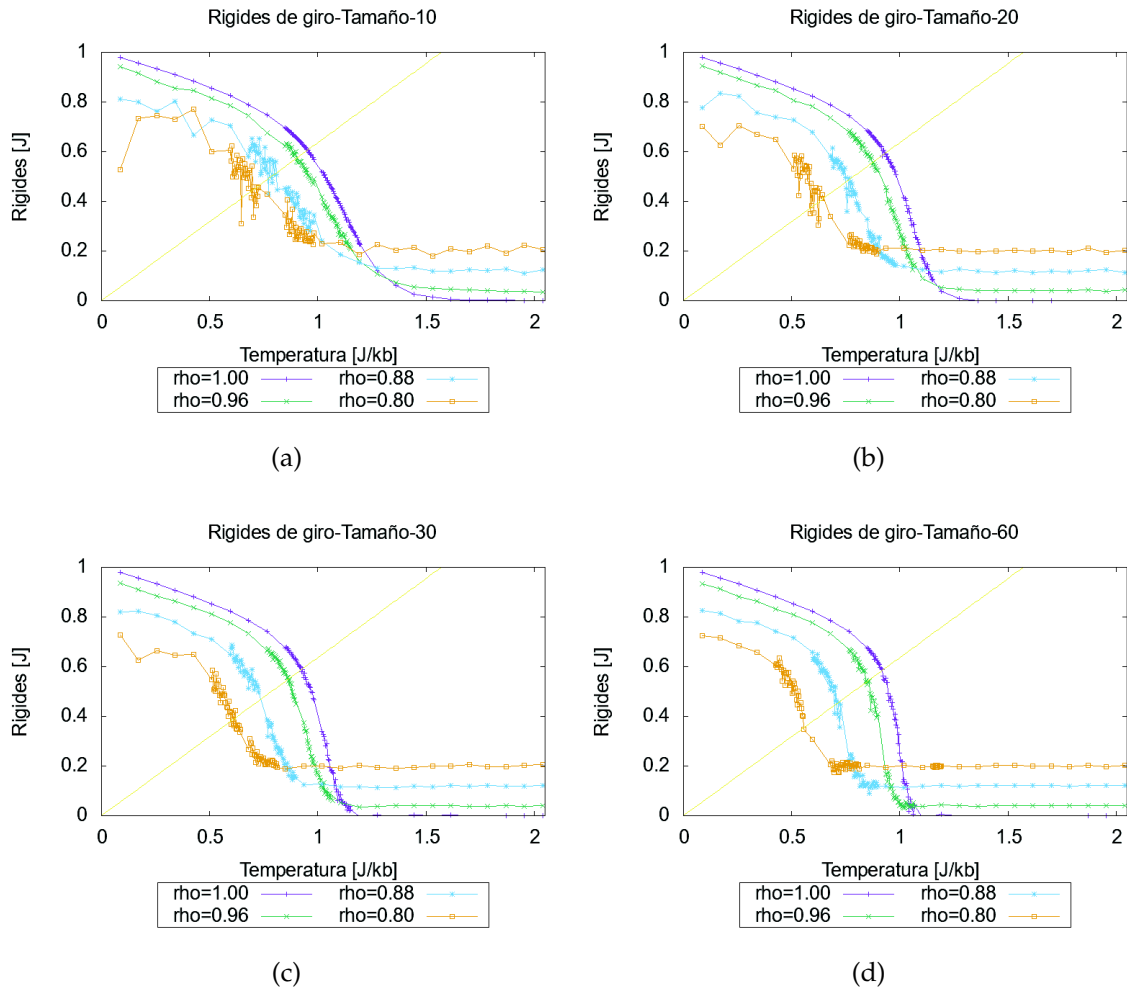 Rigides de giro-Tamaño-10
Rigides [J]
1
0.8
0.6
0.4
0.2
0
0 0.5 1 1.5 2
Temperatura [J/kb]
rho=1.00 rho=0.88
rho=0.96 rho=0.80
(a)
Rigides de giro-Tamaño-20
Rigides [J]
1
0.8
0.6
0.4
0.2
0
0 0.5 1 1.5 2
Temperatura [J/kb]
rho=1.00 rho=0.88
rho=0.96 rho=0.80
(b)
Rigides de giro-Tamaño-30
Rigides [J]
1
0.8
0.6
0.4
0.2
0
0 0.5 1 1.5 2
Temperatura [J/kb]
rho=1.00 rho=0.88
rho=0.96 rho=0.80
(c)
Rigides de giro-Tamaño-60
Rigides [J]
1
0.8
0.6
0.4
0.2
0
0 0.5 1 1.5 2
Temperatura [J/kb]
rho=1.00 rho=0.88
rho=0.96 rho=0.80
(d)